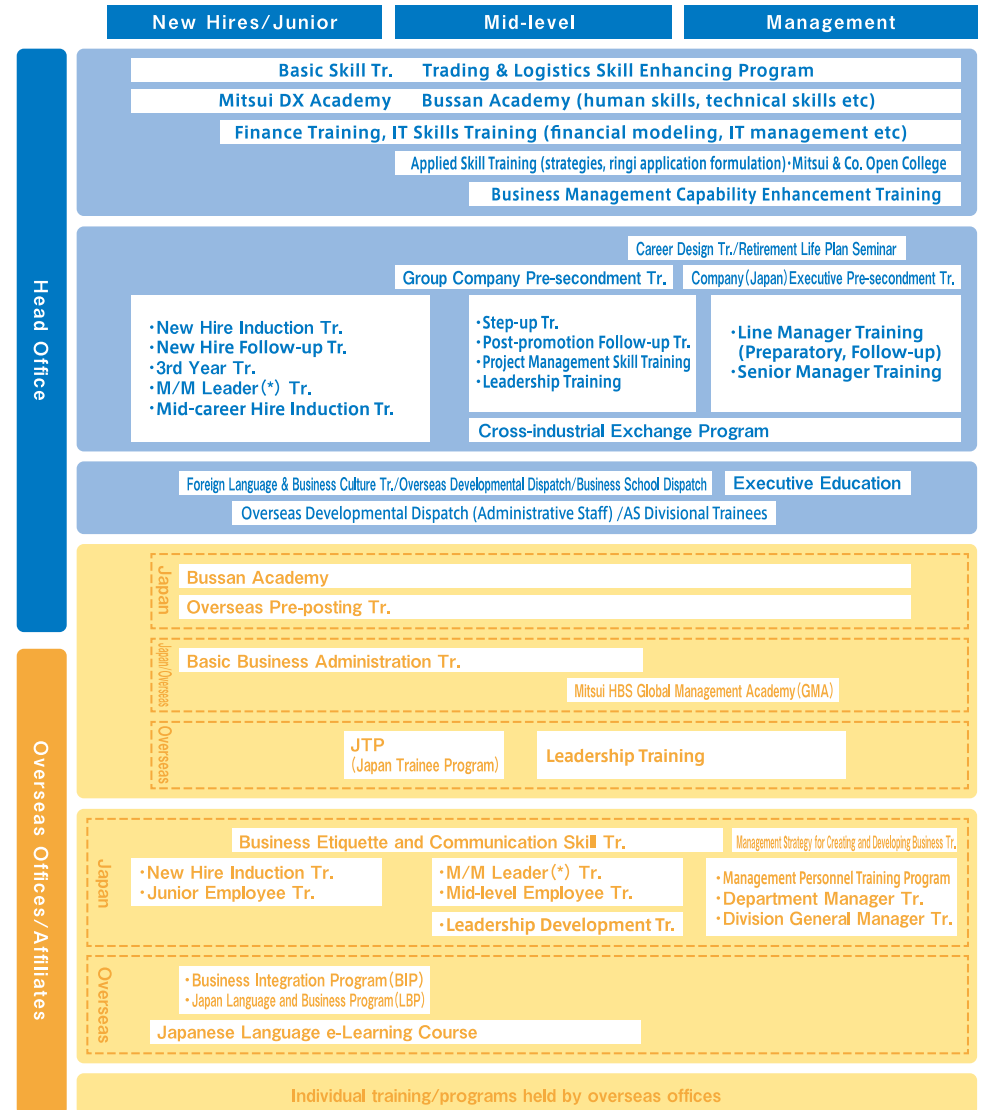 New Hires/Junior
Mid-level
Management
Head Office
Basic Skill Tr. Trading & Logistics Skill Enhancing Program
Mitsui DX Academy Bussan Academy (human skills, technical skills etc)
Finance Training, IT Skills Training (financial modeling, IT management etc)
Applied Skill Training (strategies, ringi application formulation)・Mitsui & Co. Open College
Business Management Capability Enhancement Training
Career Design Tr./Retirement Life Plan Seminar
Group Company Pre-secondment Tr.
Company(Japan)Executive Pre-secondment Tr.
・New Hire Induction Tr.
・New Hire Follow-up Tr.
・3rd Year Tr.
・M/M Leader(*) Tr.
・Mid-career Hire Induction Tr.
・Step-up Tr.
・Post-promotion Follow-up Tr.
・Project Management Skill Training
・Leadership Training
・Line Manager Training
(Preparatory, Follow-up)
・Senior Manager Training
Cross-industrial Exchange Program
Foreign Language & Business Culture Tr./Overseas Developmental Dispatch/Business School Dispatch
Executive Education
Overseas Developmental Dispatch (Administrative Staff) /AS Divisional Trainees
Japan
Bussan Academy
Overseas Pre-posting Tr.
Japan/Overseas
Basic Business Administration Tr.
Mitsui HBS Global Management Academy(GMA)
Overseas
JTP
(Japan Trainee Program)
Leadership Training
Overseas Offices/Affiliates
Japan
Business Etiquette and Communication Skill Tr.
Management Strategy for Creating and Developing Business Tr.
・New Hire Induction Tr.
・Junior Employee Tr.
・M/M Leader(*) Tr.
・Mid-level Employee Tr.
・Leadership Development Tr.
・Management Personnel Training Program
・Department Manager Tr.
・Division General Manager Tr.
Overseas
・Business Integration Program(BIP)
・Japan Language and Business Program(LBP)
Japanese Language e-Learning Course
Individual training/programs held by overseas offices